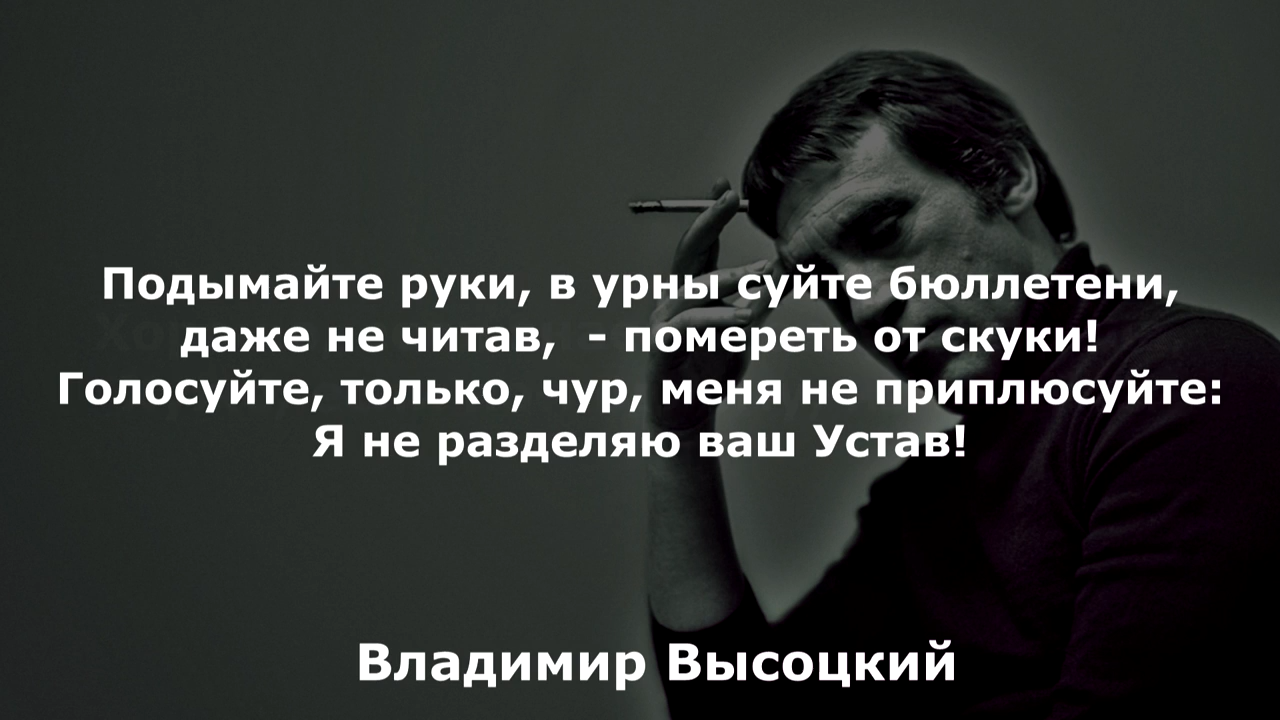 Подымайте руки, в урны суйте бюллетени,
даже не читав,  - помереть от скуки!
Голосуйте, только, чур, меня не приплюсуйте:
Я не разделяю ваш Устав!
Владимир Высоцкий